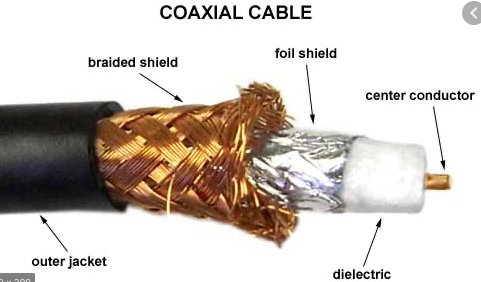 COAXIAL CABLE
foil shield
braided shield
center conductor
outer jacket
dielectric